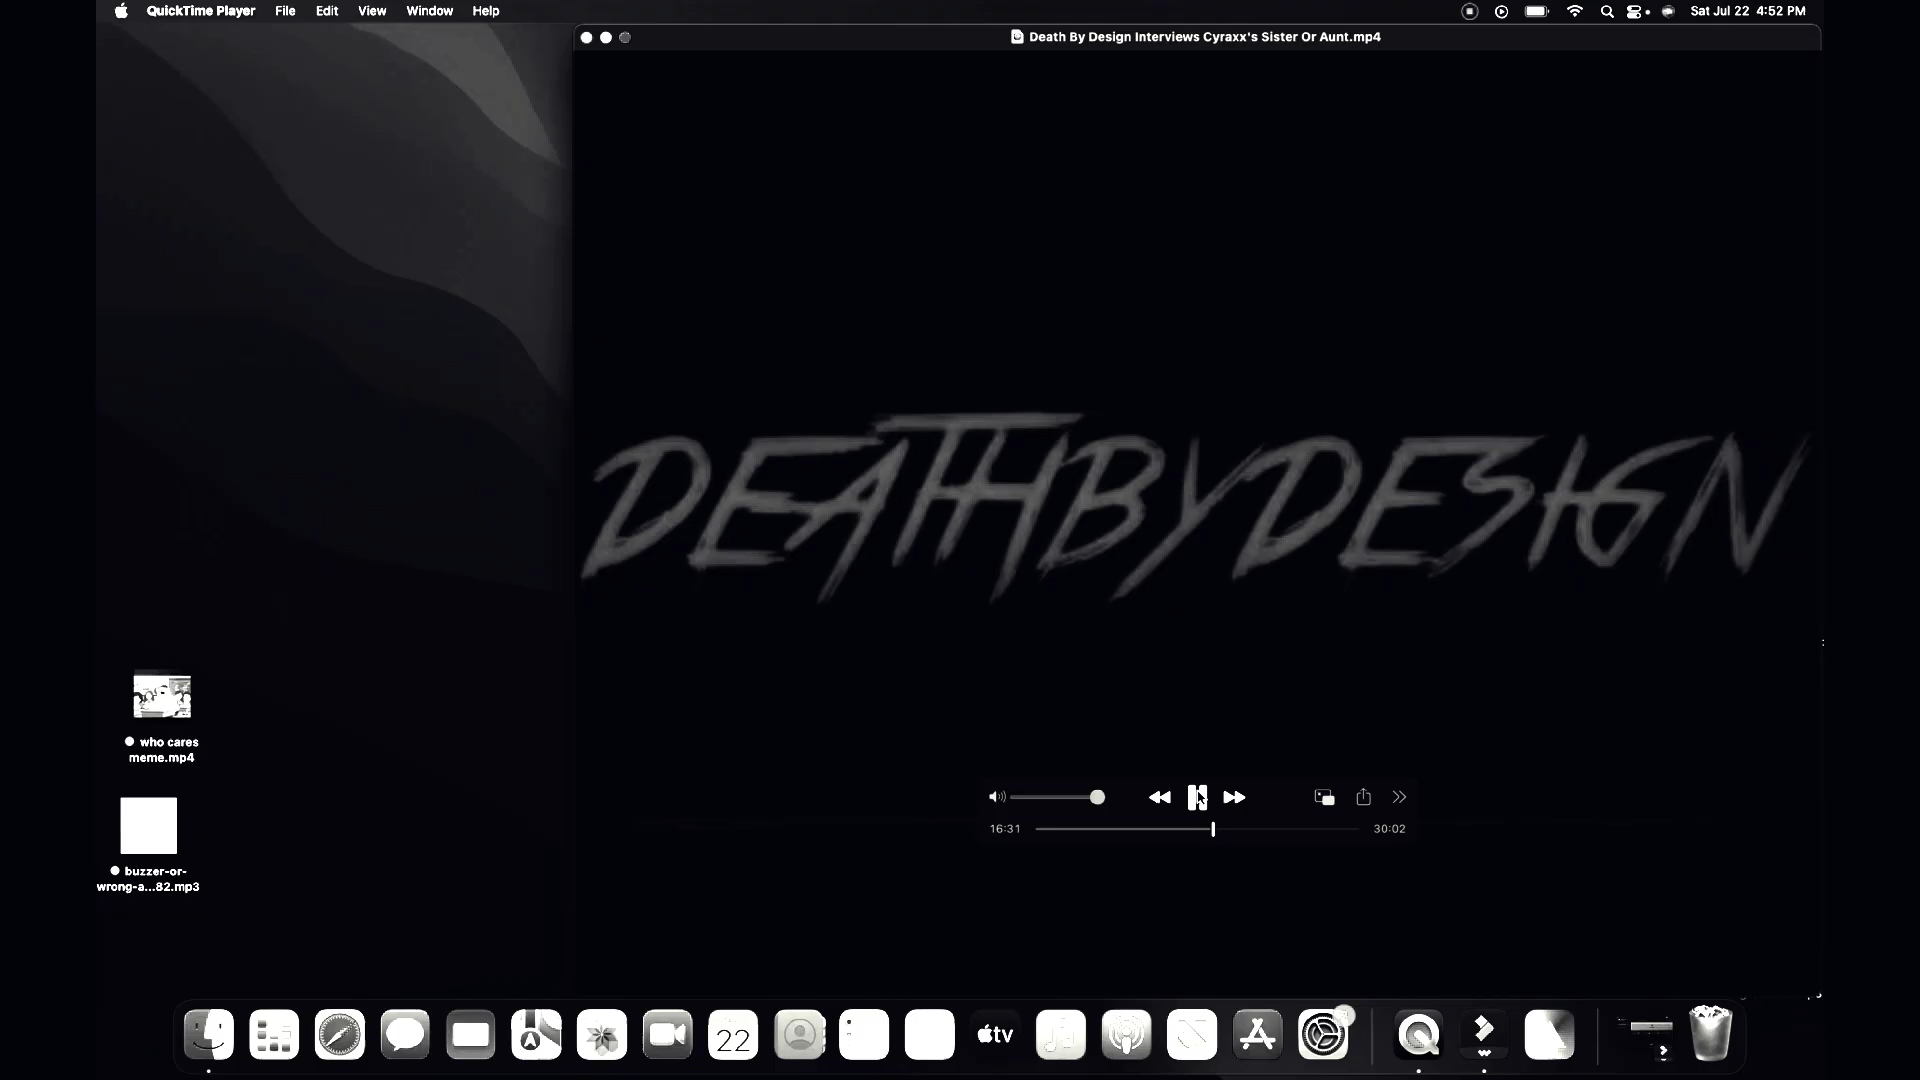 QuickTime Player File Edit View Window Help Sat Jul 22 4:52 PM
Death By Design Interviews Cyraxx's Sister Or Aunt.mp4
DEATHBYDESIGN
who cares
meme.mp4
16:31 30:02
buzzer-or-
wrong-a...82.mp3
22
tv